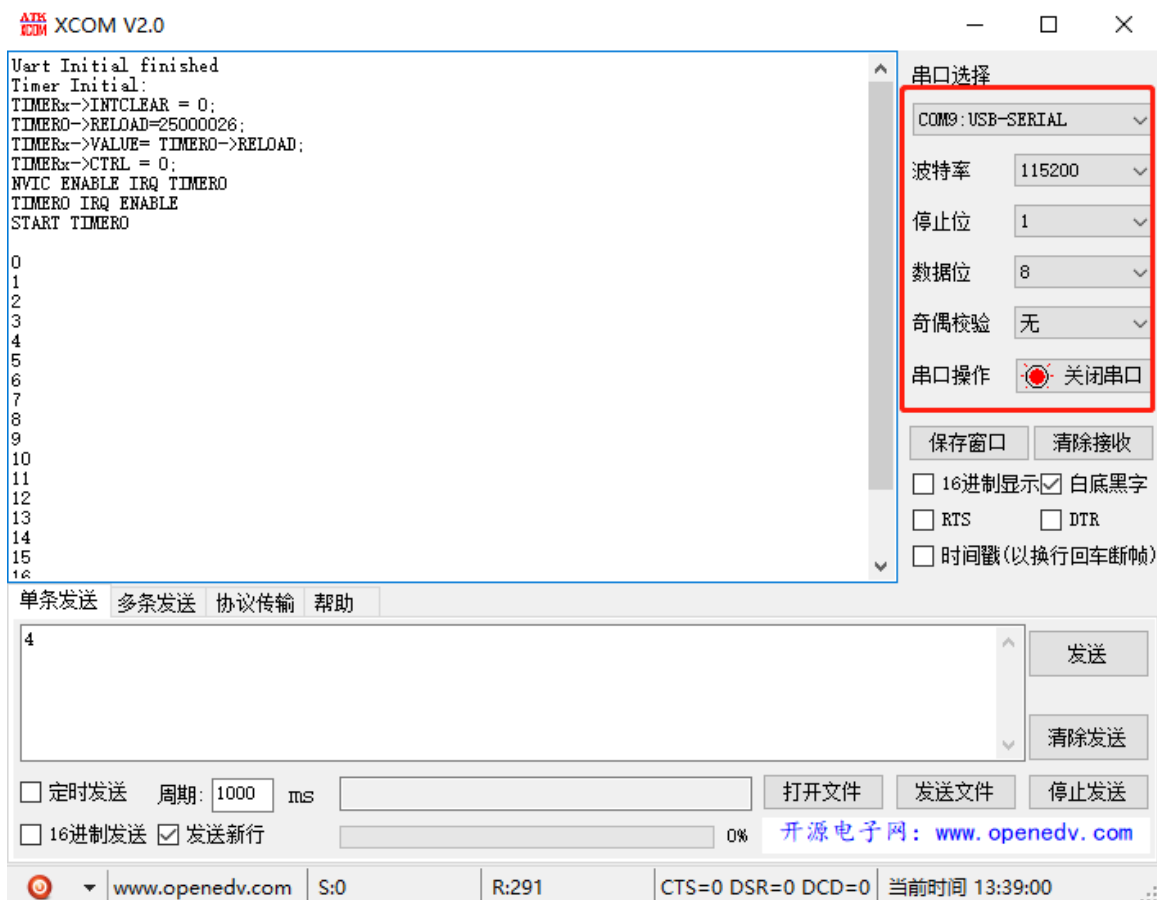 ATK
XCOM
XCOM V2.0
Uart Initial finished
Timer Initial:
TIMERx->INTCLEAR = 0;
TIMER0->RELOAD=25000026;
TIMERx->VALUE= TIMER0->RELOAD;
TIMERx->CTRL = 0;
NVIC ENABLE IRQ TIMER0
TIMER0 IRQ ENABLE
START TIMER0
0
1
2
3
4
5
6
7
8
9
10
11
12
13
14
15
16
串口选择
COM9:USB-SERIAL
波特率 115200
停止位 1
数据位 8
奇偶校验 无
串口操作 关闭串口
保存窗口 清除接收
16进制显示 白底黑字
RTS DTR
时间戳(以换行回车断帧)
单条发送 多条发送 协议传输 帮助
4
发送
清除发送
定时发送 周期: 1000 ms 打开文件 发送文件 停止发送
16进制发送 发送新行 0% 开源电子网：www.openedv.com
www.openedv.com S:0 R:291 CTS=0 DSR=0 DCD=0 当前时间 13:39:00